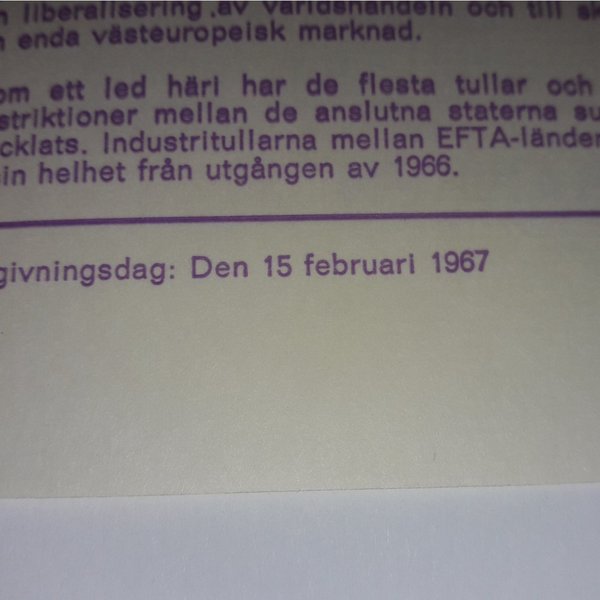 n liberalisering av världshandeln och till sk
n enda västeuropeisk marknad.
om ett led häri har de flesta tullar och
striktioner mellan de anslutna staterna su
cklats. Industritullarna mellan EFTA-länder
in helhet från utgången av 1966.
givningsdag: Den 15 februari 1967